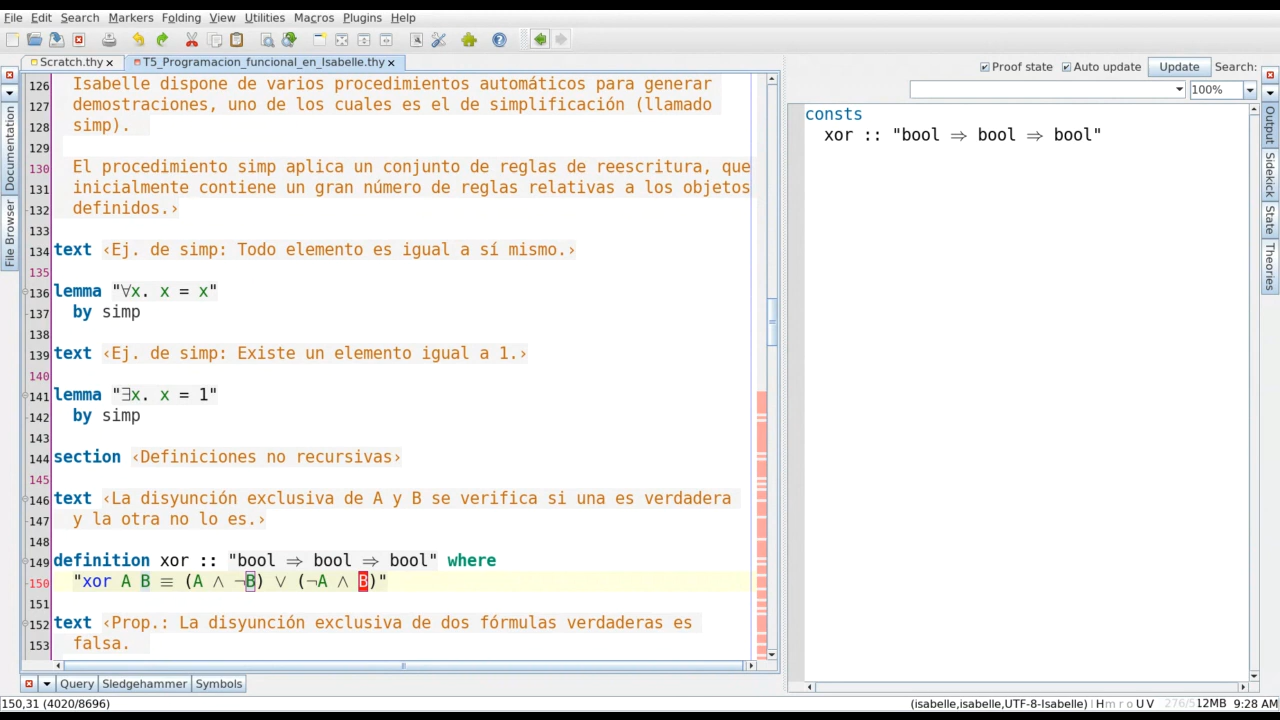 File Edit Search Markers Folding View Utilities Macros Plugins Help
Scratch.thy T5_Programacion_funcional_en_Isabelle.thy
Documentation
File Browser
126 Isabelle dispone de varios procedimientos automáticos para generar
127 demostraciones, uno de los cuales es el de simplificación (llamado
128 simp).
129
130 El procedimiento simp aplica un conjunto de reglas de reescritura, que
131 inicialmente contiene un gran número de reglas relativas a los objetos
132 definidos.›
133
134 text ‹Ej. de simp: Todo elemento es igual a sí mismo.›
135
136 lemma "∀x. x = x"
137 by simp
138
139 text ‹Ej. de simp: Existe un elemento igual a 1.›
140
141 lemma "∃x. x = 1"
142 by simp
143
144 section ‹Definiciones no recursivas›
145
146 text ‹La disyunción exclusiva de A y B se verifica si una es verdadera
147 y la otra no lo es.›
148
149 definition xor :: "bool ⇒ bool ⇒ bool" where
150 "xor A B ≡ (A ∧ ¬B) ∨ (¬A ∧ B)"
151
152 text ‹Prop.: La disyunción exclusiva de dos fórmulas verdaderas es
153 falsa.
Proof state Auto update Update Search:
100%
consts
xor :: "bool ⇒ bool ⇒ bool"
Output
Sidekick
State
Theories
Query Sledgehammer Symbols
150,31 (4020/8696)
(isabelle,isabelle,UTF-8-Isabelle) H m r o U V 276/512MB 9:28 AM